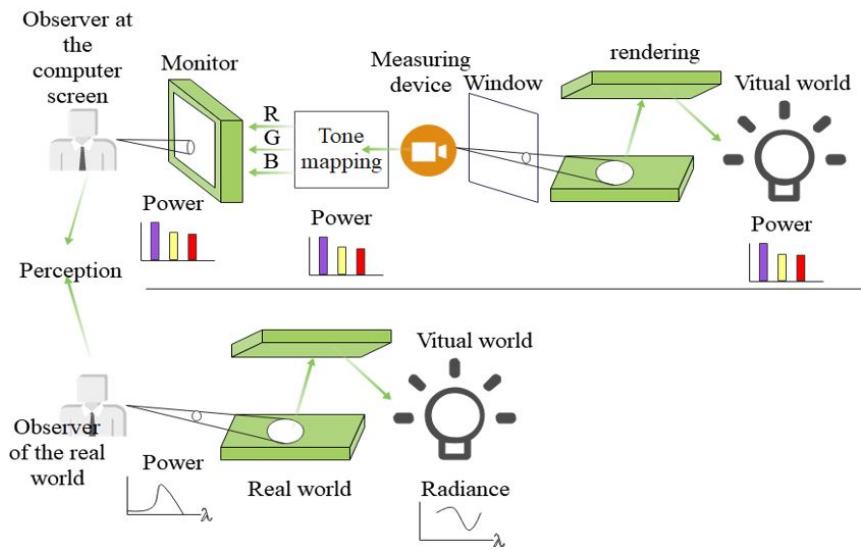 Observer at
the
computer
screen
Monitor
R
G
B
Tone
mapping
Measuring
device
Window
rendering
Vitual world
Power
Power
Power
Perception
Observer
of the real
world
Power
λ
Real world
Vitual world
Radiance
λ